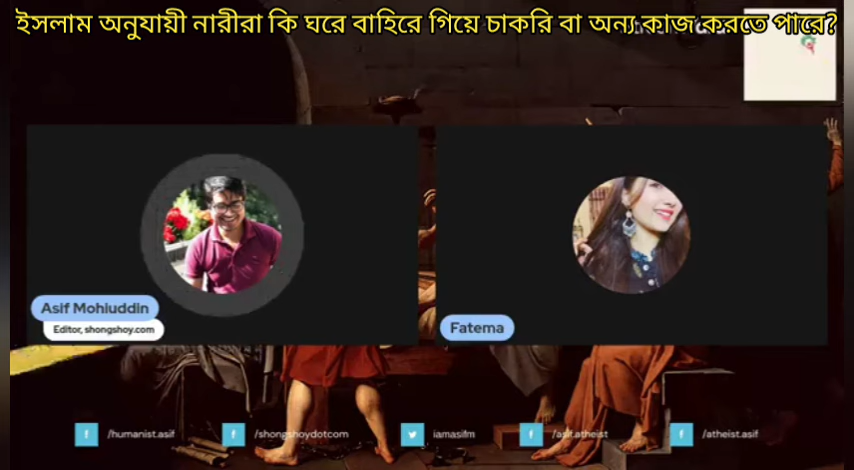 ইসলাম অনুযায়ী নারীরা কি ঘরে বাহিরে গিয়ে চাকরি বা অন্য কাজ করতে পারে?
Asif Mohiuddin
Editor, shongshoy.com
Fatema
/humanist.asif
/shongshoydotcom
iamasifm
/asif.atheist
/atheist.asif